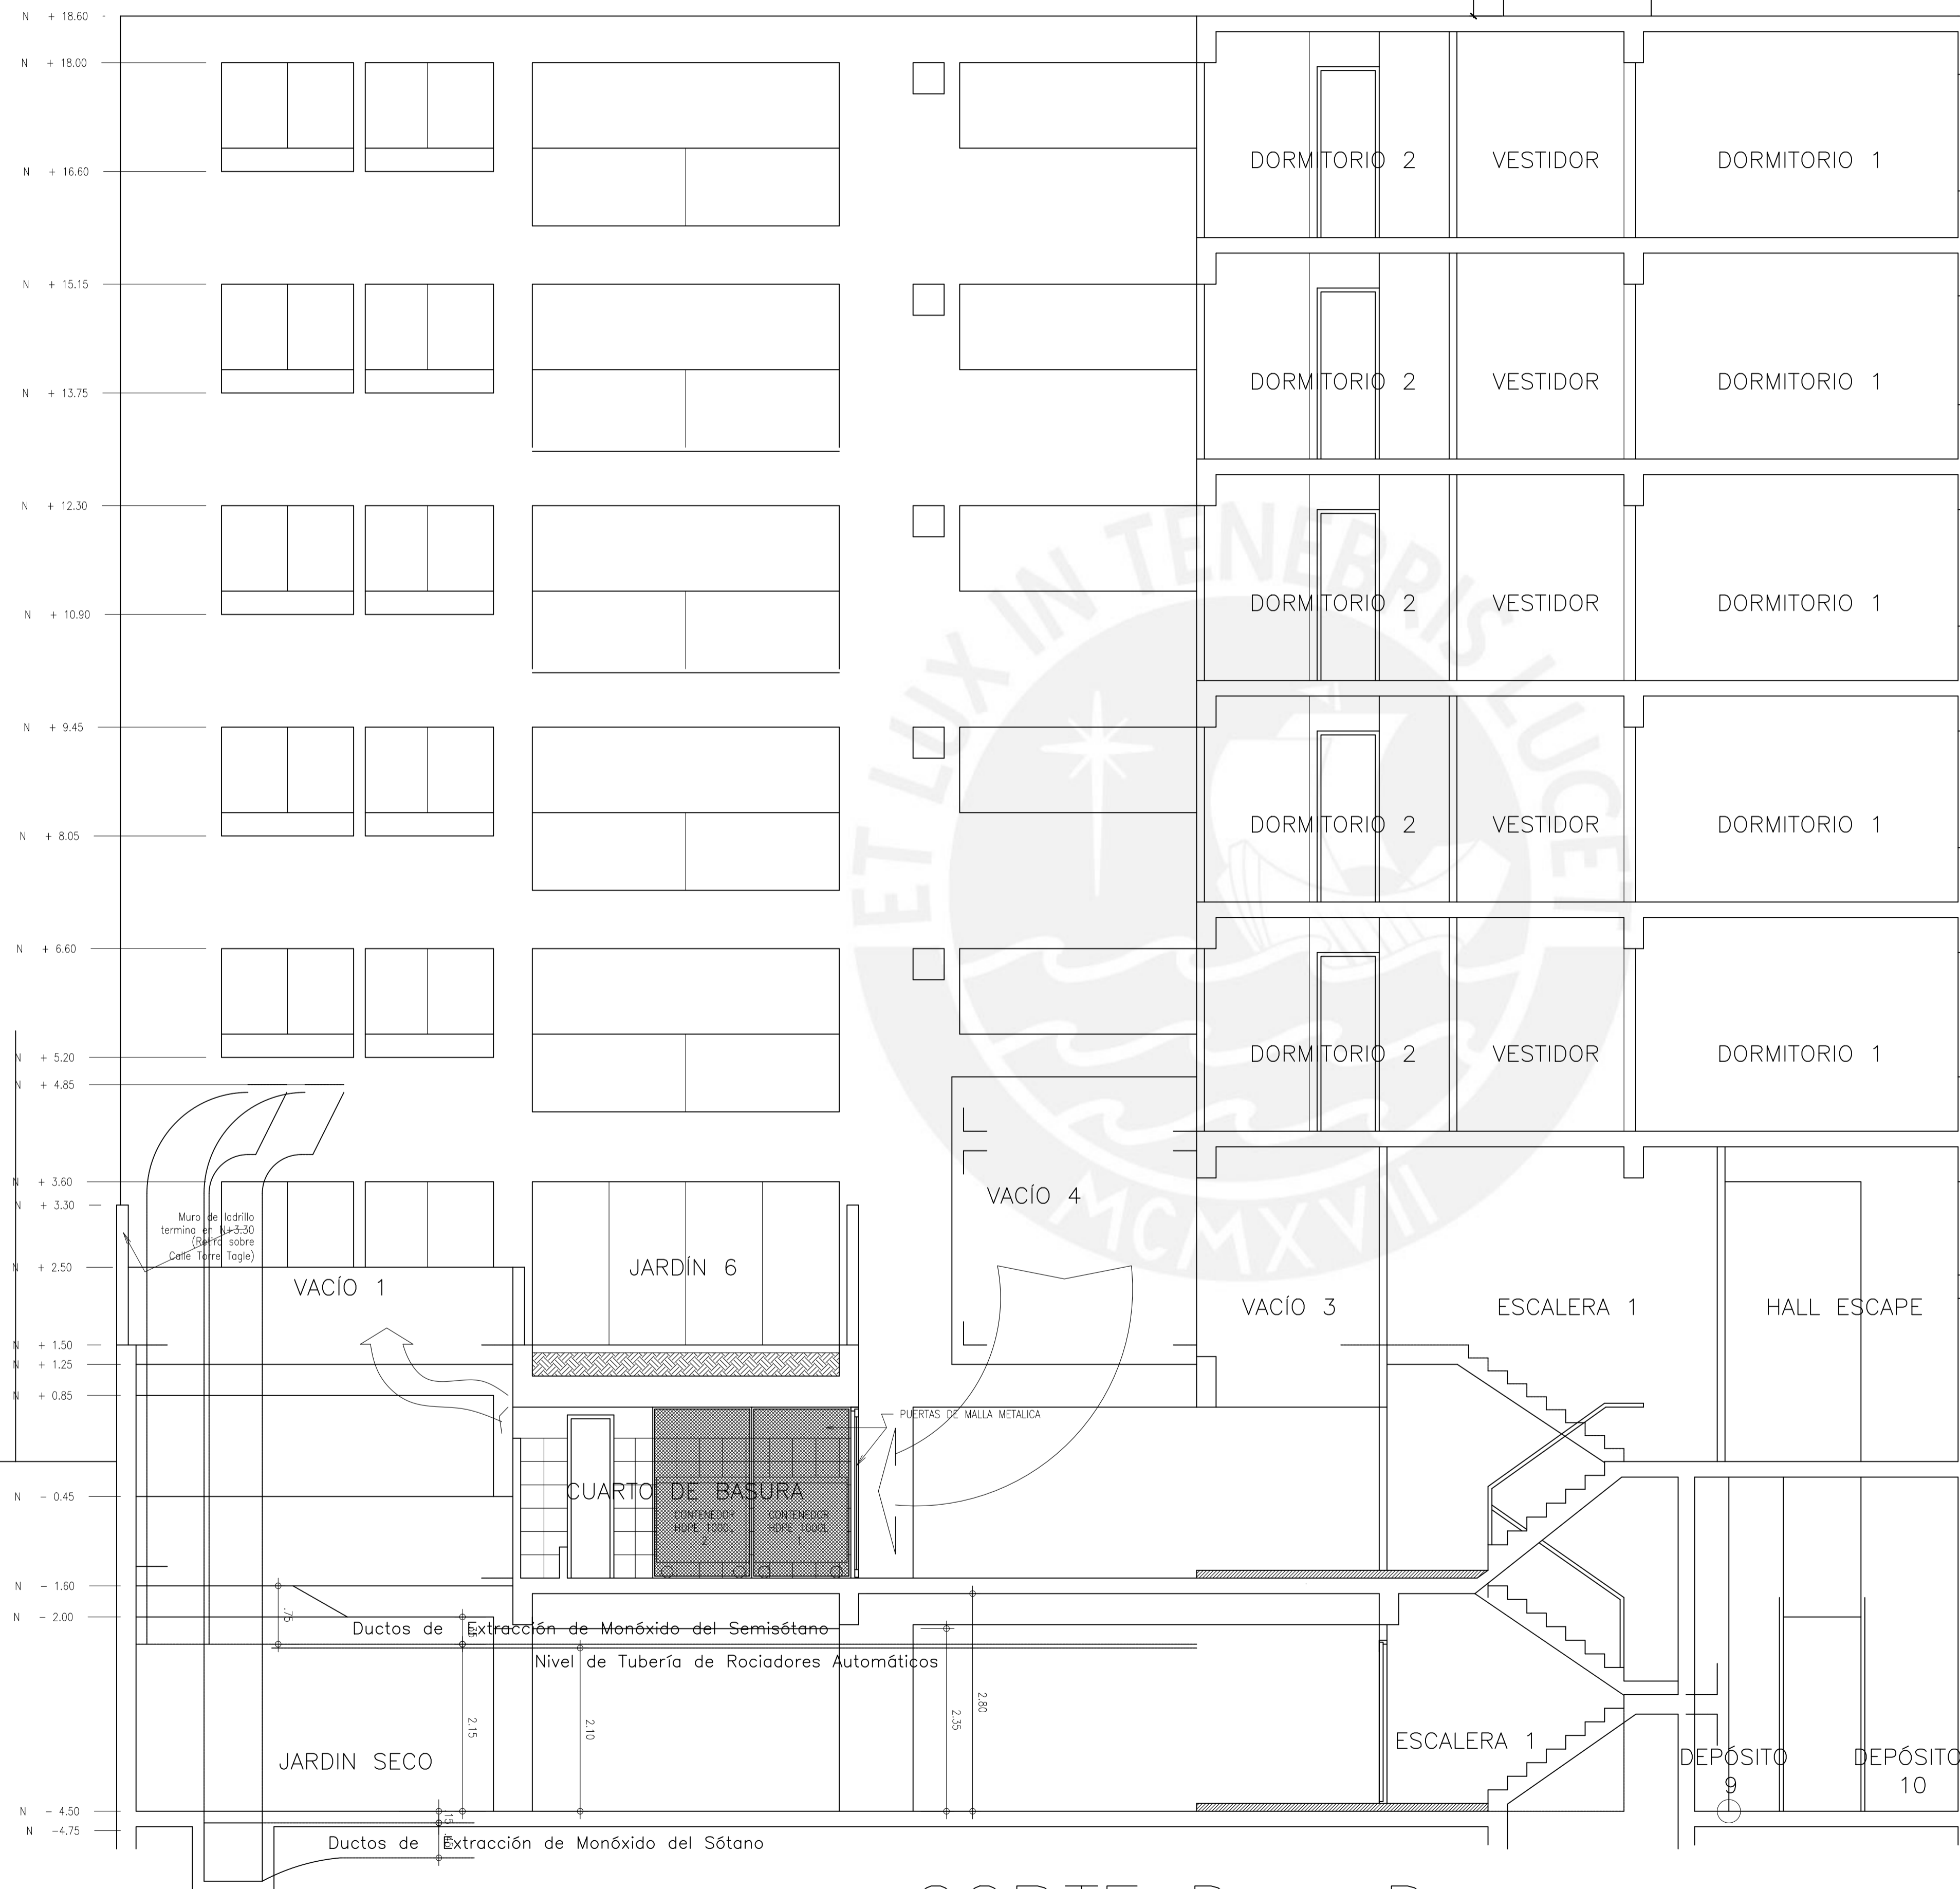 N + 18.60
N + 18.00
N + 16.60
DORMITORIO 2 VESTIDOR DORMITORIO 1
N + 15.15
N + 13.75
DORMITORIO 2 VESTIDOR DORMITORIO 1
N + 12.30
N + 10.90
DORMITORIO 2 VESTIDOR DORMITORIO 1
N + 9.45
N + 8.05
DORMITORIO 2 VESTIDOR DORMITORIO 1
N + 6.60
N + 5.20
DORMITORIO 2 VESTIDOR DORMITORIO 1
N + 4.85
N + 3.60
N + 3.30
ET LUX IN TENEBRIS LUCET
MCMXVII
Muro de ladrillo
termina en N+3.30
(Retiro sobre
Calle Torre Tagle)
VACÍO 4
N + 2.50
VACÍO 1
JARDÍN 6
VACÍO 3
ESCALERA 1
HALL ESCAPE
N + 1.50
N + 1.25
N + 0.85
PUERTAS DE MALLA METALICA
N - 0.45
CUARTO DE BASURA
CONTENEDOR
HDPE 1000L
2
CONTENEDOR
HDPE 1000L
1
N - 1.60
N - 2.00
.75
Ductos de Extracción de Monóxido del Semisótano
Nivel de Tubería de Rociadores Automáticos
2.15
2.10
2.35
2.80
JARDIN SECO
ESCALERA 1
DEPÓSITO
9
DEPÓSITO
10
N - 4.50
N -4.75
.15
Ductos de Extracción de Monóxido del Sótano